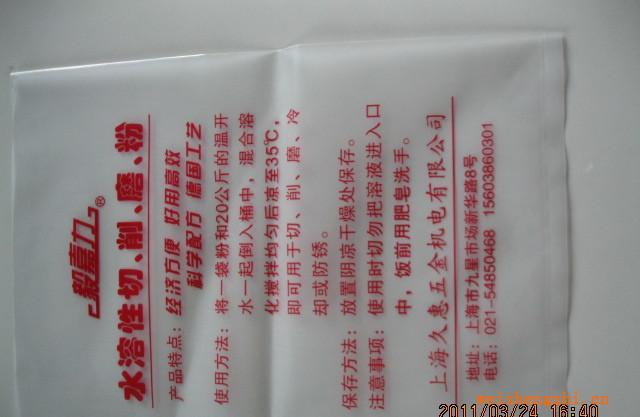 毅嘉力®
水溶性切、削、磨、粉
产品特点：经济方便 好用高效
科学配方 德国工艺
使用方法：将一袋粉和20公斤的温开
水一起倒入桶中，混合溶
化搅拌均匀后凉至35℃，
即可用于切、削、磨、冷
却或防锈。
保存方法：放置阴凉干燥处保存。
注意事项：使用时切勿把溶液进入口
中，饭前用肥皂洗手。
上海久惠五金机电有限公司
地址：上海市九星市场新华路8号
电话：021-54850468 15603860301
2011/03/24 16:40
weishengzhi.cn